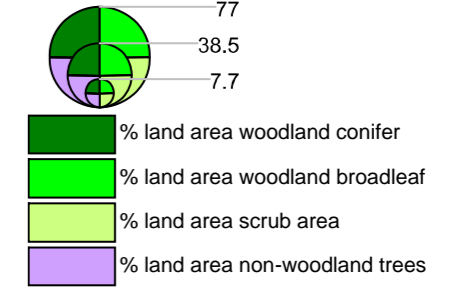 77
38.5
7.7
% land area woodland conifer
% land area woodland broadleaf
% land area scrub area
% land area non-woodland trees